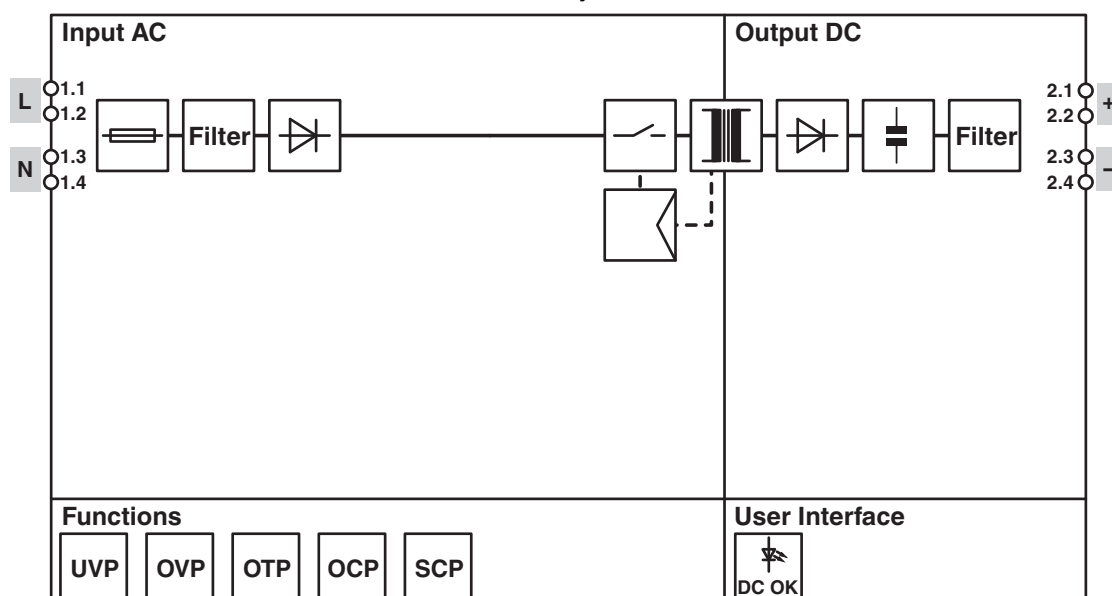 Input AC
Output DC
L
1.1
1.2
N
1.3
1.4
Filter
Filter
2.1
2.2
+
2.3
2.4
–
Functions
UVP
OVP
OTP
OCP
SCP
User Interface
DC OK